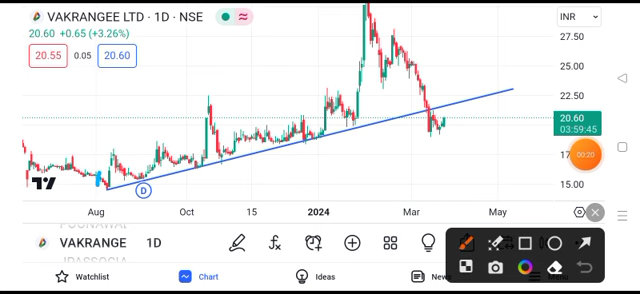 VAKRANGEE LTD · 1D · NSE
INR
20.60 +0.65 (+3.26%)
20.55 0.05 20.60
27.50
25.00
22.50
20.60
03:59:45
17
00:20
15.00
D
Aug Oct 15 2024 Mar May
VAKRANGE 1D
Watchlist Chart Ideas News Menu